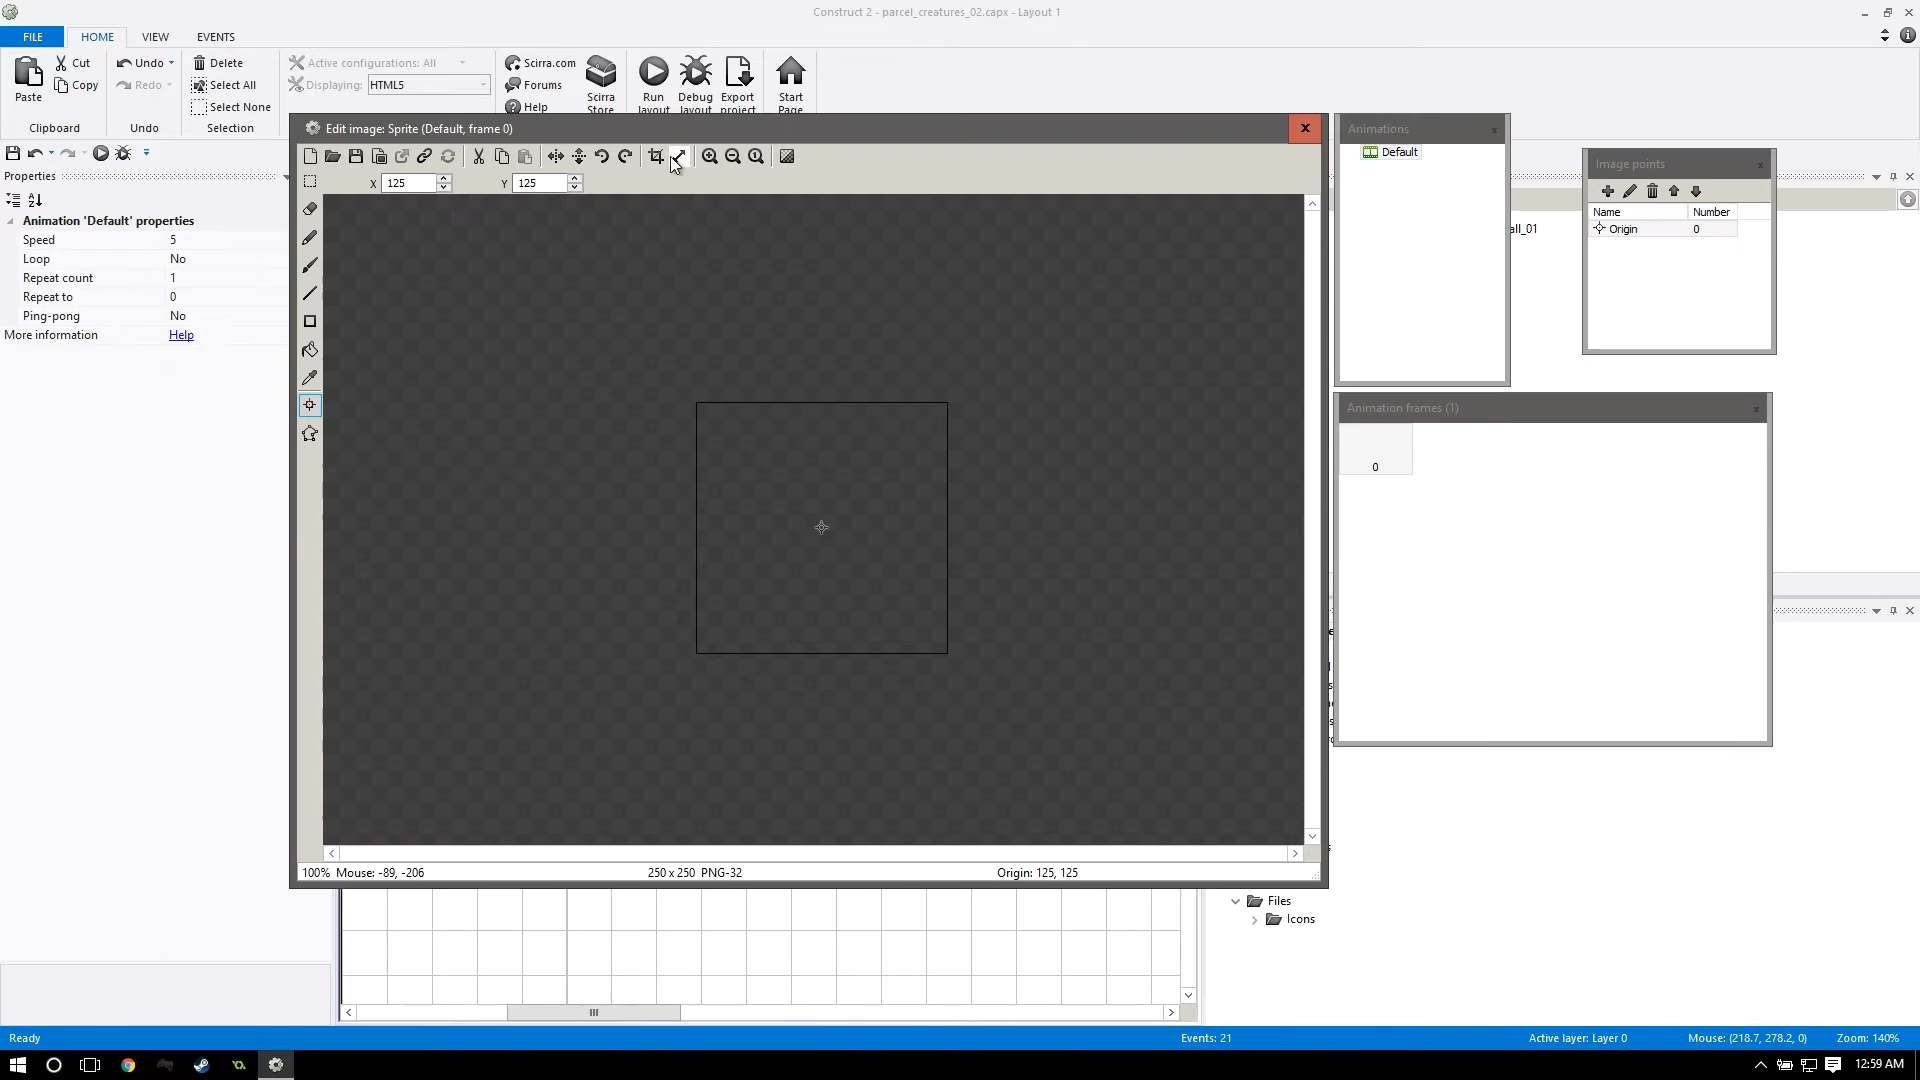 Construct 2 - parcel_creatures_02.capx - Layout 1
FILE
HOME
VIEW
EVENTS
Paste
Cut
Copy
Clipboard
Undo
Redo
Undo
Delete
Select All
Select None
Selection
Active configurations: All
Displaying:
HTML5
Scirra.com
Forums
Help
Scirra
Store
Run
layout
Debug
layout
Export
project
Start
Page
Properties
Animation 'Default' properties
Speed 5
Loop No
Repeat count 1
Repeat to 0
Ping-pong No
More information Help
Edit image: Sprite (Default, frame 0)
X 125
Y 125
100% Mouse: -89, -206
250 x 250 PNG-32
Origin: 125, 125
Animations
Default
Image points
Name Number
Origin 0
all_01
Animation frames (1)
0
Files
Icons
Ready
Events: 21
Active layer: Layer 0
Mouse: (218.7, 278.2, 0)
Zoom: 140%
12:59 AM